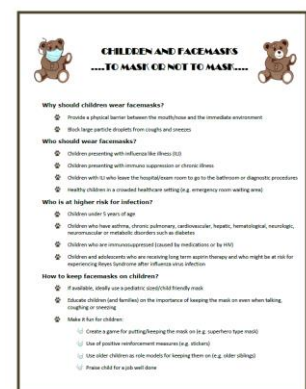 CHILDREN AND FACEMASKS
....TO MASK OR NOT TO MASK....
Why should children wear facemasks?
Provide a physical barrier between the mouth/nose and the immediate environment
Block large particle droplets from coughs and sneezes
Who should wear facemasks?
Children presenting with influenza like illness (ILI)
Children presenting with immuno suppression or chronic illness
Children with ILI who leave the hospital/exam room to go to the bathroom or diagnostic procedures
Healthy children in a crowded healthcare setting (e.g. emergency room waiting area)
Who is at higher risk for infection?
Children under 5 years of age
Children who have asthma, chronic pulmonary, cardiovascular, hepatic, hematological, neurologic,
neuromuscular or metabolic disorders such as diabetes
Children who are immunosuppressed (caused by medications or by HIV)
Children and adolescents who are receiving long term aspirin therapy and who might be at risk for
experiencing Reyes Syndrome after influenza virus infection
How to keep facemasks on children?
If available, ideally use a pediatric sized/child friendly mask
Educate children (and families) on the importance of keeping the mask on even when talking,
coughing or sneezing
Make it fun for children:
Create a game for putting/keeping the mask on (e.g. superhero type mask)
Use of positive reinforcement measures (e.g. stickers)
Use older children as role models for keeping them on (e.g. older siblings)
Praise child for a job well done